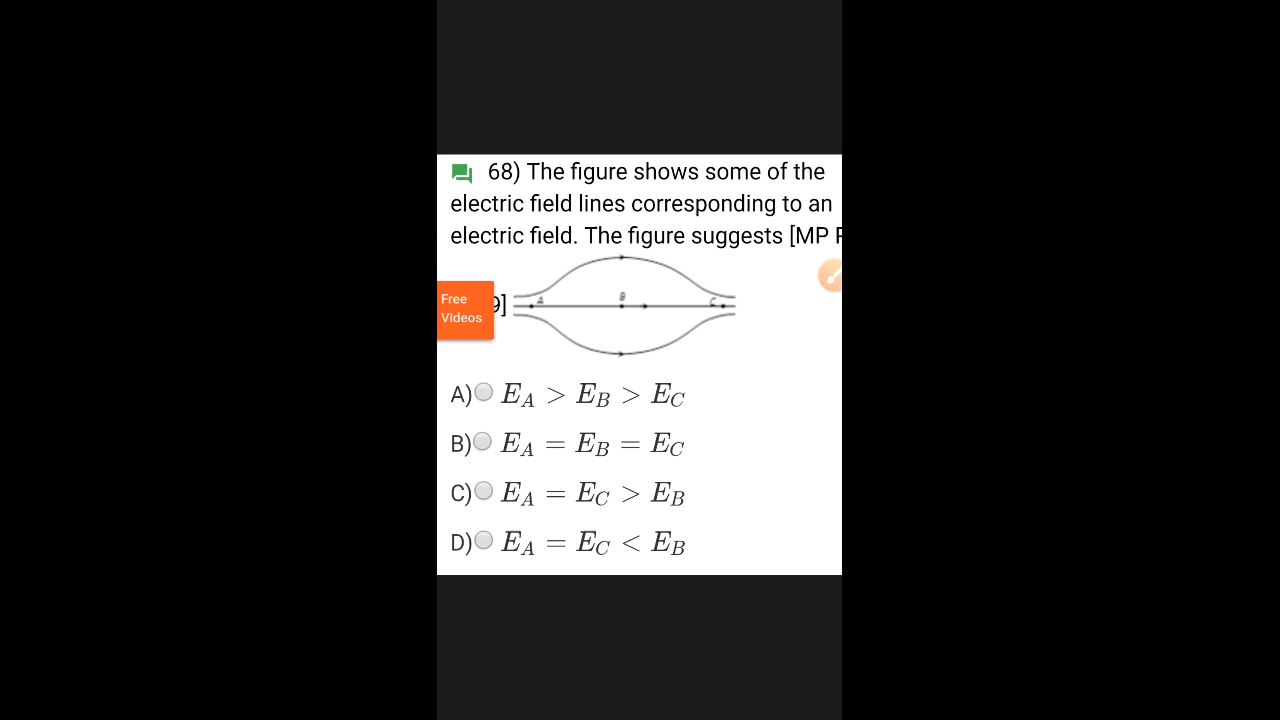 68) The figure shows some of the
electric field lines corresponding to an
electric field. The figure suggests [MP
Free
Videos
9]
A
B
C
A) E_A > E_B > E_C
B) E_A = E_B = E_C
C) E_A = E_C > E_B
D) E_A = E_C < E_B